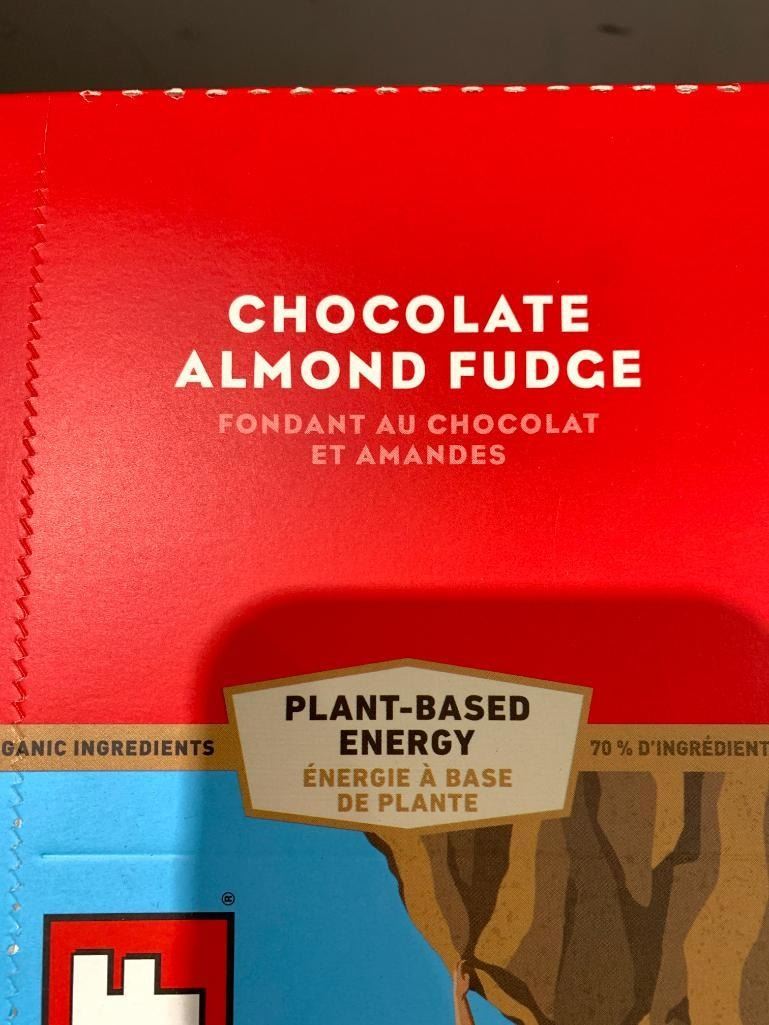 CHOCOLATE
ALMOND FUDGE
FONDANT AU CHOCOLAT
ET AMANDES
PLANT-BASED
ENERGY
ÉNERGIE À BASE
DE PLANTE
GANIC INGREDIENTS
70 % D'INGRÉDIENT
®